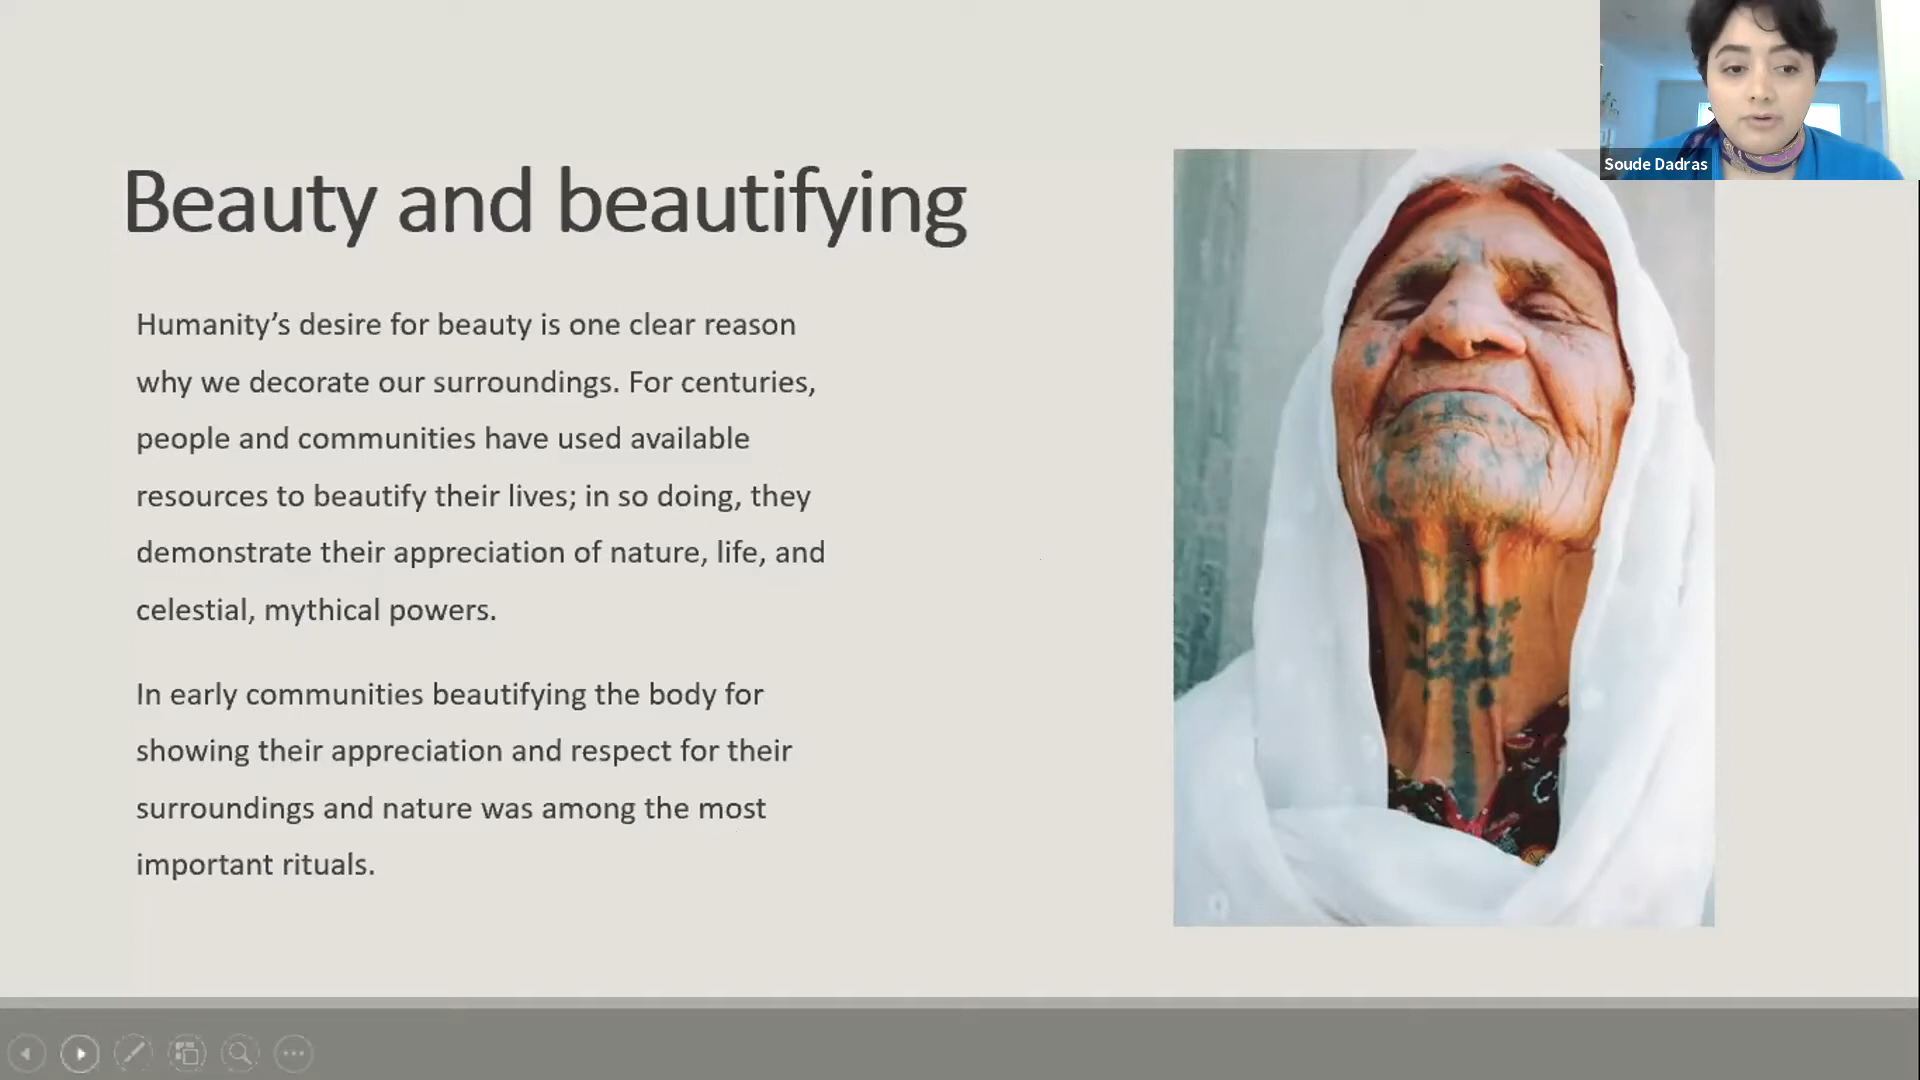 Soude Dadras
Beauty and beautifying
Humanity’s desire for beauty is one clear reason
why we decorate our surroundings. For centuries,
people and communities have used available
resources to beautify their lives; in so doing, they
demonstrate their appreciation of nature, life, and
celestial, mythical powers.
In early communities beautifying the body for
showing their appreciation and respect for their
surroundings and nature was among the most
important rituals.